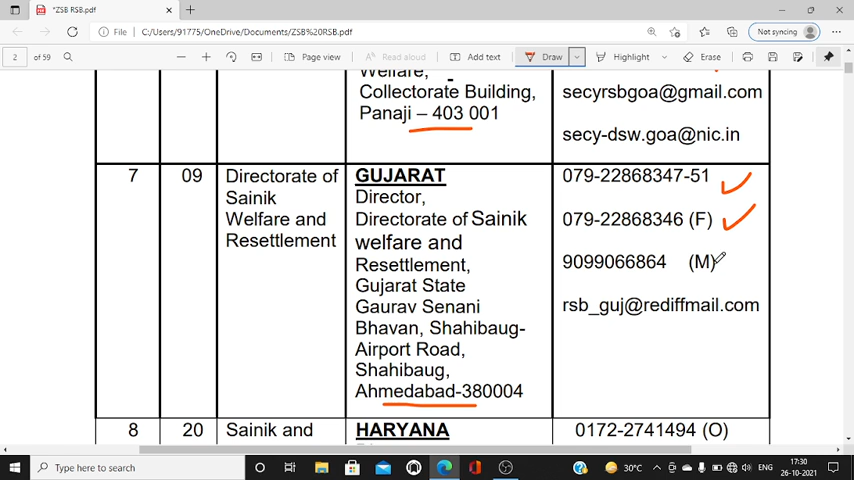 *ZSB RSB.pdf
File
C:/Users/91775/OneDrive/Documents/ZSB%20RSB.pdf
Not syncing
2 of 59
Page view
Read aloud
Add text
Draw
Highlight
Erase
Welfare,
Collectorate Building,
Panaji – 403 001
secyrsbgoa@gmail.com
secy-dsw.goa@nic.in
7
09
Directorate of
Sainik
Welfare and
Resettlement
GUJARAT
Director,
Directorate of Sainik
welfare and
Resettlement,
Gujarat State
Gaurav Senani
Bhavan, Shahibaug-
Airport Road,
Shahibaug,
Ahmedabad-380004
079-22868347-51
079-22868346 (F)
9099066864 (M)
rsb_guj@rediffmail.com
8
20
Sainik and
HARYANA
0172-2741494 (O)
Type here to search
30°C
ENG
17:30
26-10-2021